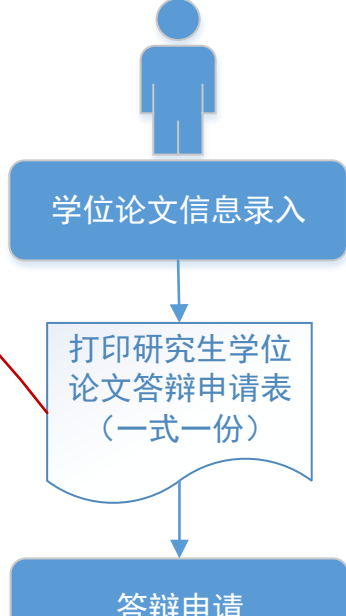 学位论文信息录入
打印研究生学位
论文答辩申请表
（一式一份）
答辩申请